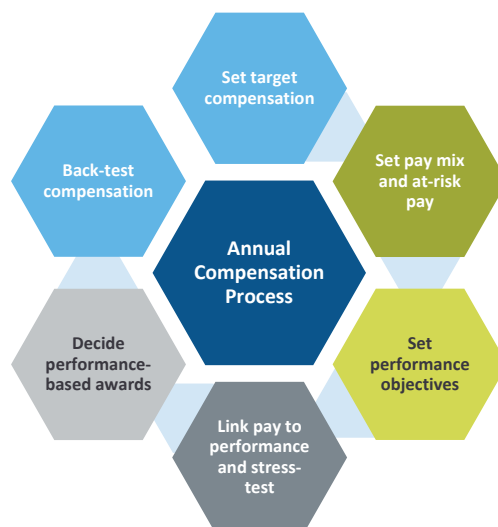 Set target
compensation
Set pay mix
and at-risk
pay
Set
performance
objectives
Link pay to
performance
and stress-
test
Decide
performance-
based awards
Back-test
compensation
Annual
Compensation
Process